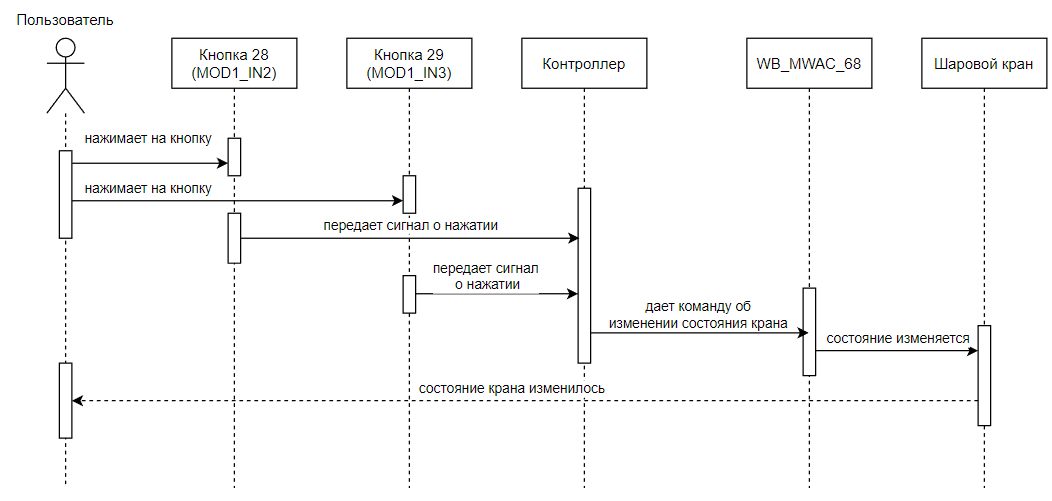 Пользователь
Кнопка 28
(MOD1_IN2)
Кнопка 29
(MOD1_IN3)
Контроллер
WB_MWAC_68
Шаровой кран
нажимает на кнопку
нажимает на кнопку
передает сигнал о нажатии
передает сигнал
о нажатии
дает команду об
изменении состояния крана
состояние изменяется
состояние крана изменилось